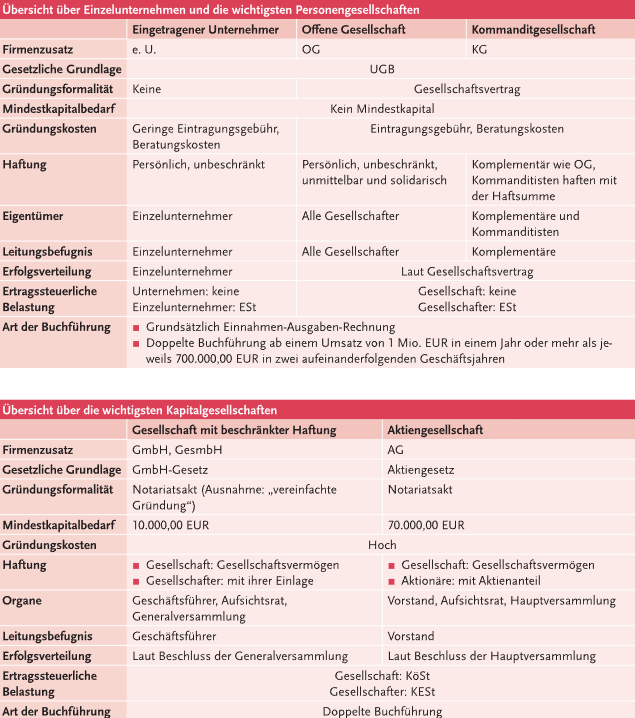 Übersicht über Einzelunternehmen und die wichtigsten Personengesellschaften
Eingetragener Unternehmer Offene Gesellschaft Kommanditgesellschaft
Firmenzusatz e. U. OG KG
Gesetzliche Grundlage UGB
Gründungsformalität Keine Gesellschaftsvertrag
Mindestkapitalbedarf Kein Mindestkapital
Gründungskosten Geringe Eintragungsgebühr, Eintragungsgebühr, Beratungskosten
Beratungskosten
Haftung Persönlich, unbeschränkt Persönlich, unbeschränkt, Komplementär wie OG,
unmittelbar und solidarisch Kommanditisten haften mit
der Haftsumme
Eigentümer Einzelunternehmer Alle Gesellschafter Komplementäre und
Kommanditisten
Leitungsbefugnis Einzelunternehmer Alle Gesellschafter Komplementäre
Erfolgsverteilung Einzelunternehmer Laut Gesellschaftsvertrag
Ertragssteuerliche Unternehmen: keine Gesellschaft: keine
Belastung Einzelunternehmer: ESt Gesellschafter: ESt
Art der Buchführung ■ Grundsätzlich Einnahmen-Ausgaben-Rechnung
■ Doppelte Buchführung ab einem Umsatz von 1 Mio. EUR in einem Jahr oder mehr als je-
weils 700.000,00 EUR in zwei aufeinanderfolgenden Geschäftsjahren
Übersicht über die wichtigsten Kapitalgesellschaften
Gesellschaft mit beschränkter Haftung Aktiengesellschaft
Firmenzusatz GmbH, GesmbH AG
Gesetzliche Grundlage GmbH-Gesetz Aktiengesetz
Gründungsformalität Notariatsakt (Ausnahme: „vereinfachte Notariatsakt
Gründung“)
Mindestkapitalbedarf 10.000,00 EUR 70.000,00 EUR
Gründungskosten Hoch
Haftung ■ Gesellschaft: Gesellschaftsvermögen ■ Gesellschaft: Gesellschaftsvermögen
■ Gesellschafter: mit ihrer Einlage ■ Aktionäre: mit Aktienanteil
Organe Geschäftsführer, Aufsichtsrat, Vorstand, Aufsichtsrat, Hauptversammlung
Generalversammlung
Leitungsbefugnis Geschäftsführer Vorstand
Erfolgsverteilung Laut Beschluss der Generalversammlung Laut Beschluss der Hauptversammlung
Ertragssteuerliche Gesellschaft: KöSt
Belastung Gesellschafter: KESt
Art der Buchführung Doppelte Buchführung